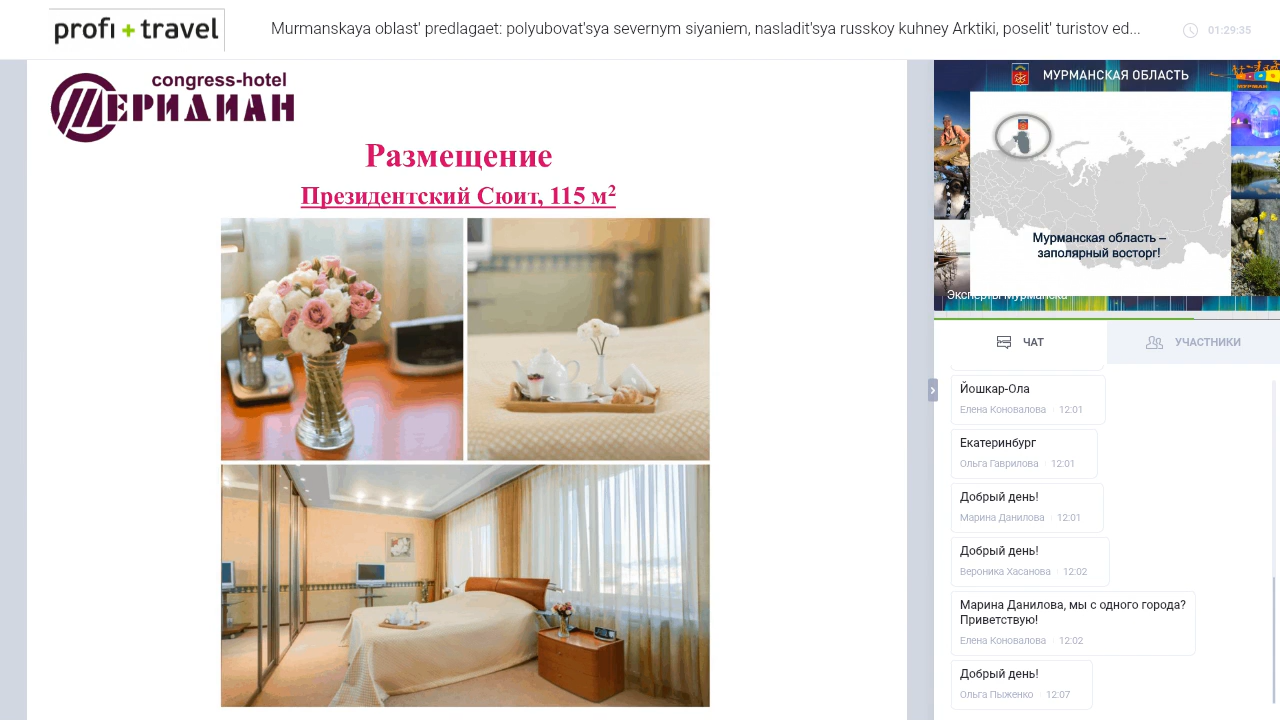 profi + travel
Murmanskaya oblast' predlagaet: polyubovat'sya severnym siyaniem, nasladit'sya russkoy kuhney Arktiki, poselit' turistov ed...
01:29:35
congress-hotel
МЕРИДИАН
Размещение
Президентский Сюит, 115 м²
МУРМАНСКАЯ ОБЛАСТЬ
Мурманская область –
заполярный восторг!
Эксперты Мурманска
ЧАТ
УЧАСТНИКИ
Йошкар-Ола
Елена Коновалова 12:01
Екатеринбург
Ольга Гаврилова 12:01
Добрый день!
Марина Данилова 12:01
Добрый день!
Вероника Хасанова 12:02
Марина Данилова, мы с одного города?
Приветствую!
Елена Коновалова 12:02
Добрый день!
Ольга Пыженко 12:07